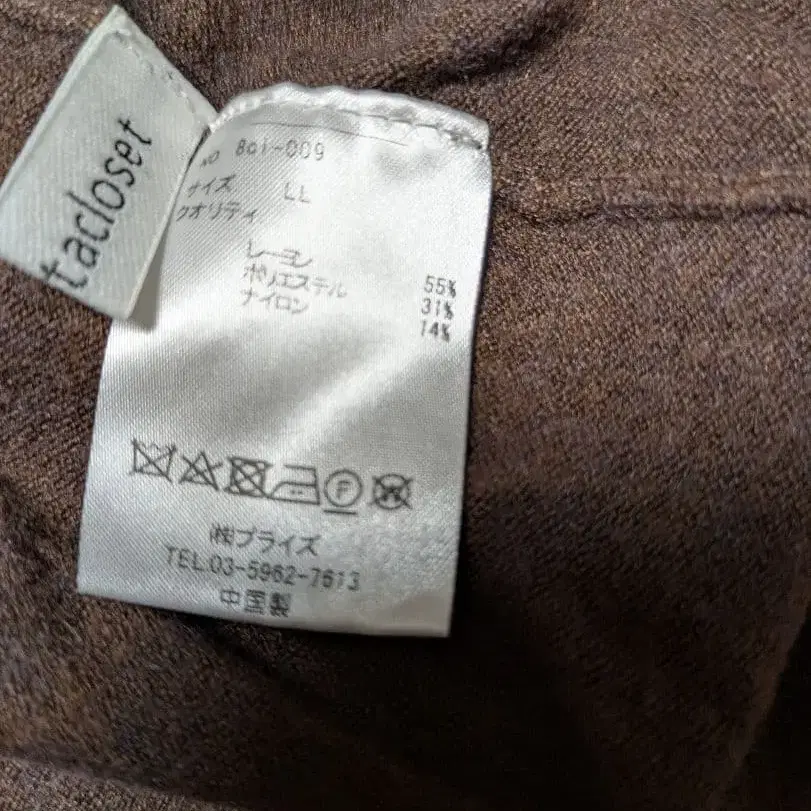 tacloset
NO 8ai-009
サイズ LL
クオリティ
レーヨン 55%
ポリエステル 31%
ナイロン 14%
F W
㈱プライズ
TEL.03-5962-7613
中国製